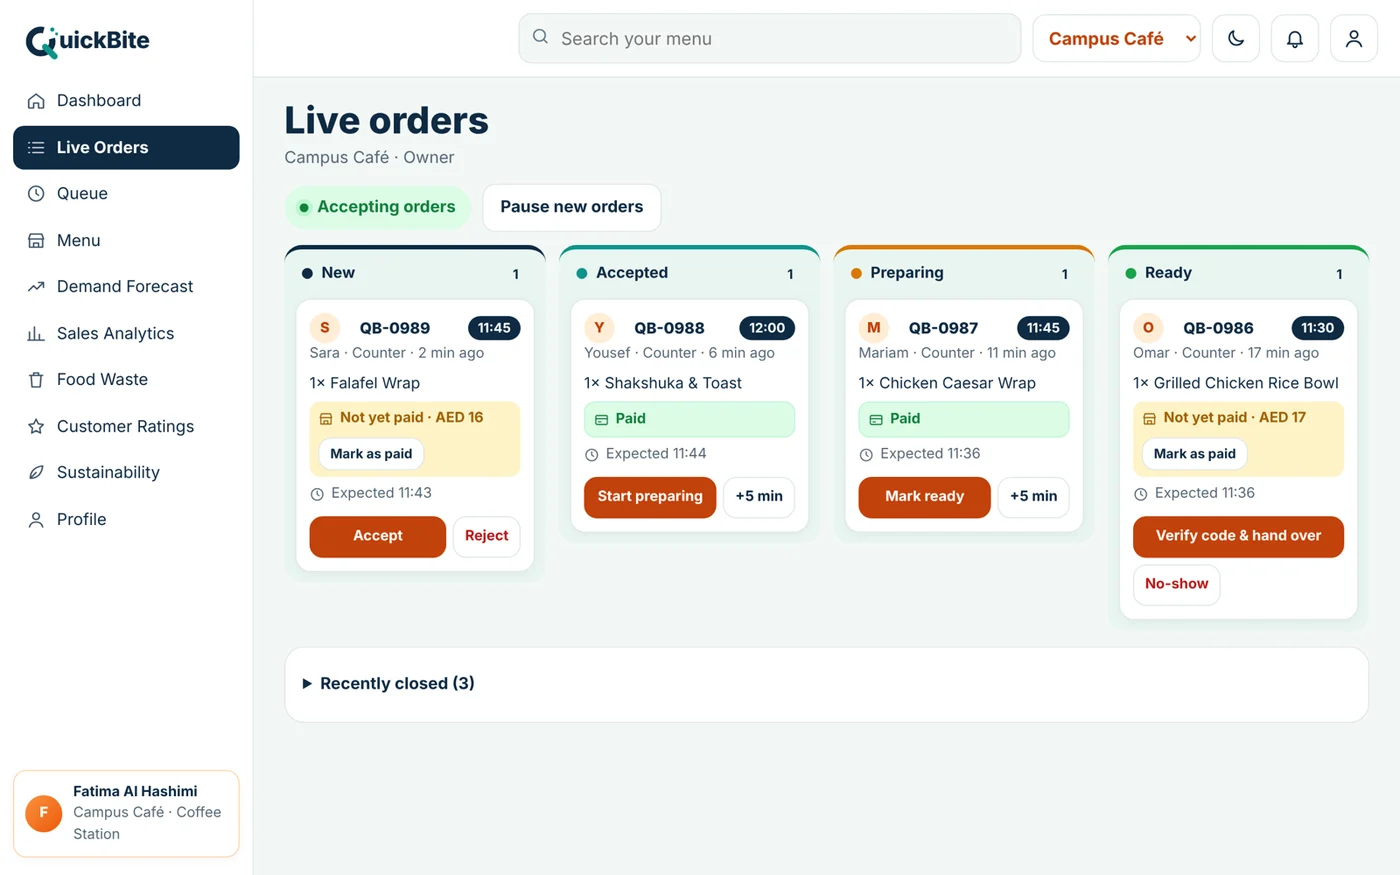 QuickBite
Search your menu
Campus Café
Dashboard
Live Orders
Queue
Menu
Demand Forecast
Sales Analytics
Food Waste
Customer Ratings
Sustainability
Profile
F
Fatima Al Hashimi
Campus Café · Coffee
Station
Live orders
Campus Café · Owner
Accepting orders
Pause new orders
New 1
S QB-0989 11:45
Sara · Counter · 2 min ago
1× Falafel Wrap
Not yet paid · AED 16
Mark as paid
Expected 11:43
Accept Reject
Accepted 1
Y QB-0988 12:00
Yousef · Counter · 6 min ago
1× Shakshuka & Toast
Paid
Expected 11:44
Start preparing +5 min
Preparing 1
M QB-0987 11:45
Mariam · Counter · 11 min ago
1× Chicken Caesar Wrap
Paid
Expected 11:36
Mark ready +5 min
Ready 1
O QB-0986 11:30
Omar · Counter · 17 min ago
1× Grilled Chicken Rice Bowl
Not yet paid · AED 17
Mark as paid
Expected 11:36
Verify code & hand over
No-show
Recently closed (3)